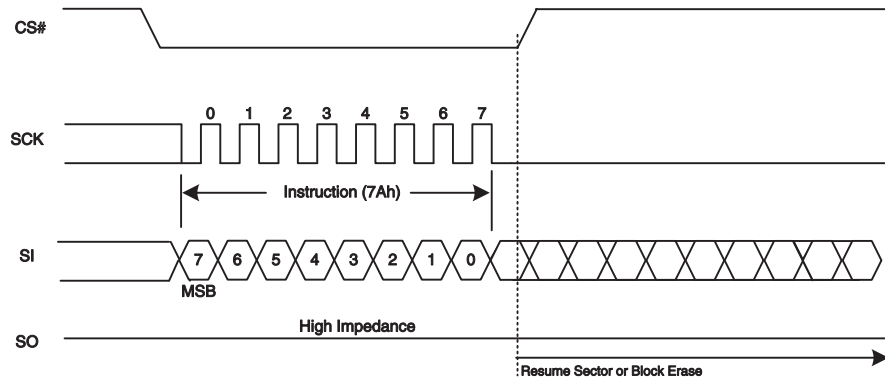 CS#
0 1 2 3 4 5 6 7
SCK
Instruction (7Ah)
SI
7 6 5 4 3 2 1 0
MSB
High Impedance
SO
Resume Sector or Block Erase